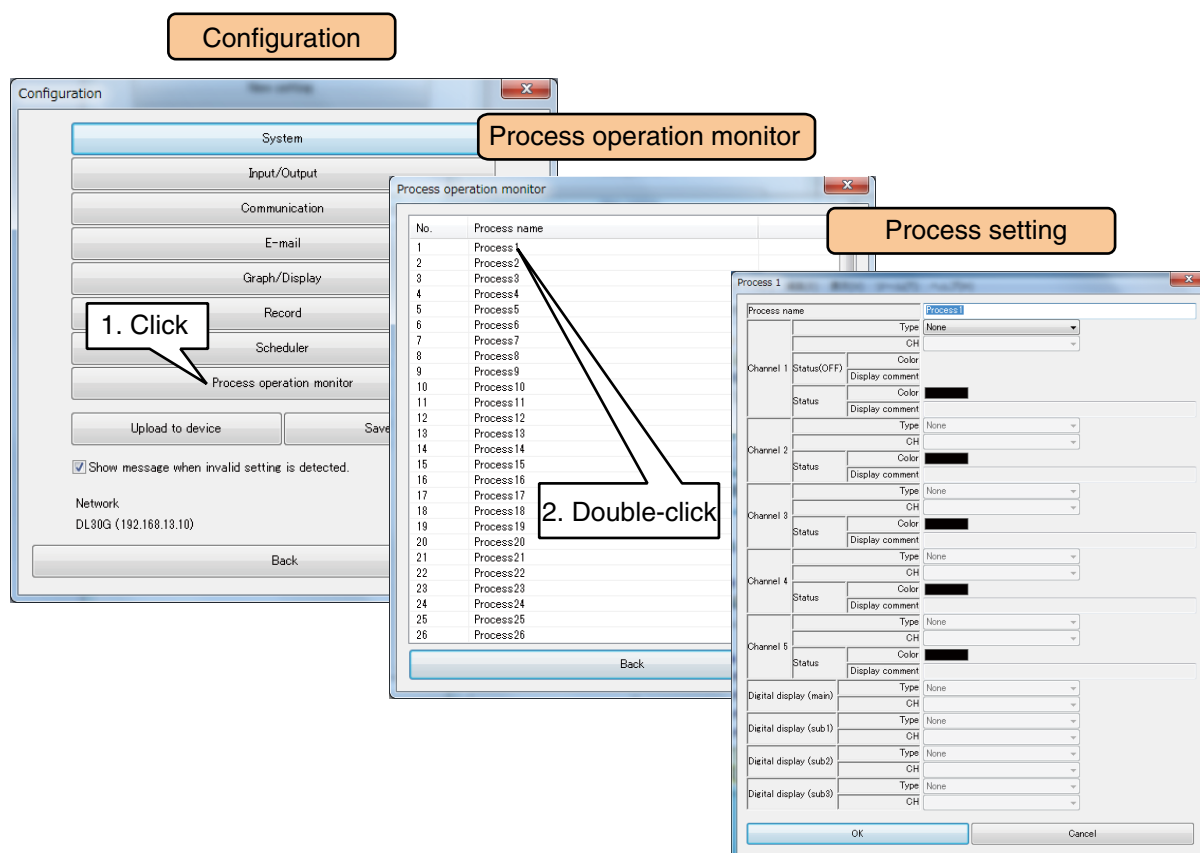 Configuration
Configuration
System
Input/Output
Communication
E-mail
Graph/Display
Record
Scheduler
Process operation monitor
1. Click
Upload to device
Save
Show message when invalid setting is detected.
Network
DL30G (192.168.13.10)
Back
Process operation monitor
Process operation monitor
No. Process name
1 Process1
2 Process2
3 Process3
4 Process4
5 Process5
6 Process6
7 Process7
8 Process8
9 Process9
10 Process10
11 Process11
12 Process12
13 Process13
14 Process14
15 Process15
16 Process16
17 Process17
18 Process18
19 Process19
20 Process20
21 Process21
22 Process22
23 Process23
24 Process24
25 Process25
26 Process26
2. Double-click
Back
Process setting
Process 1
Process name Process1
Channel 1
Type None
CH
Status(OFF)
Color
Display comment
Status
Color
Display comment
Channel 2
Type None
CH
Status
Color
Display comment
Channel 3
Type None
CH
Status
Color
Display comment
Channel 4
Type None
CH
Status
Color
Display comment
Channel 5
Type None
CH
Status
Color
Display comment
Digital display (main)
Type None
CH
Digital display (sub1)
Type None
CH
Digital display (sub2)
Type None
CH
Digital display (sub3)
Type None
CH
OK
Cancel